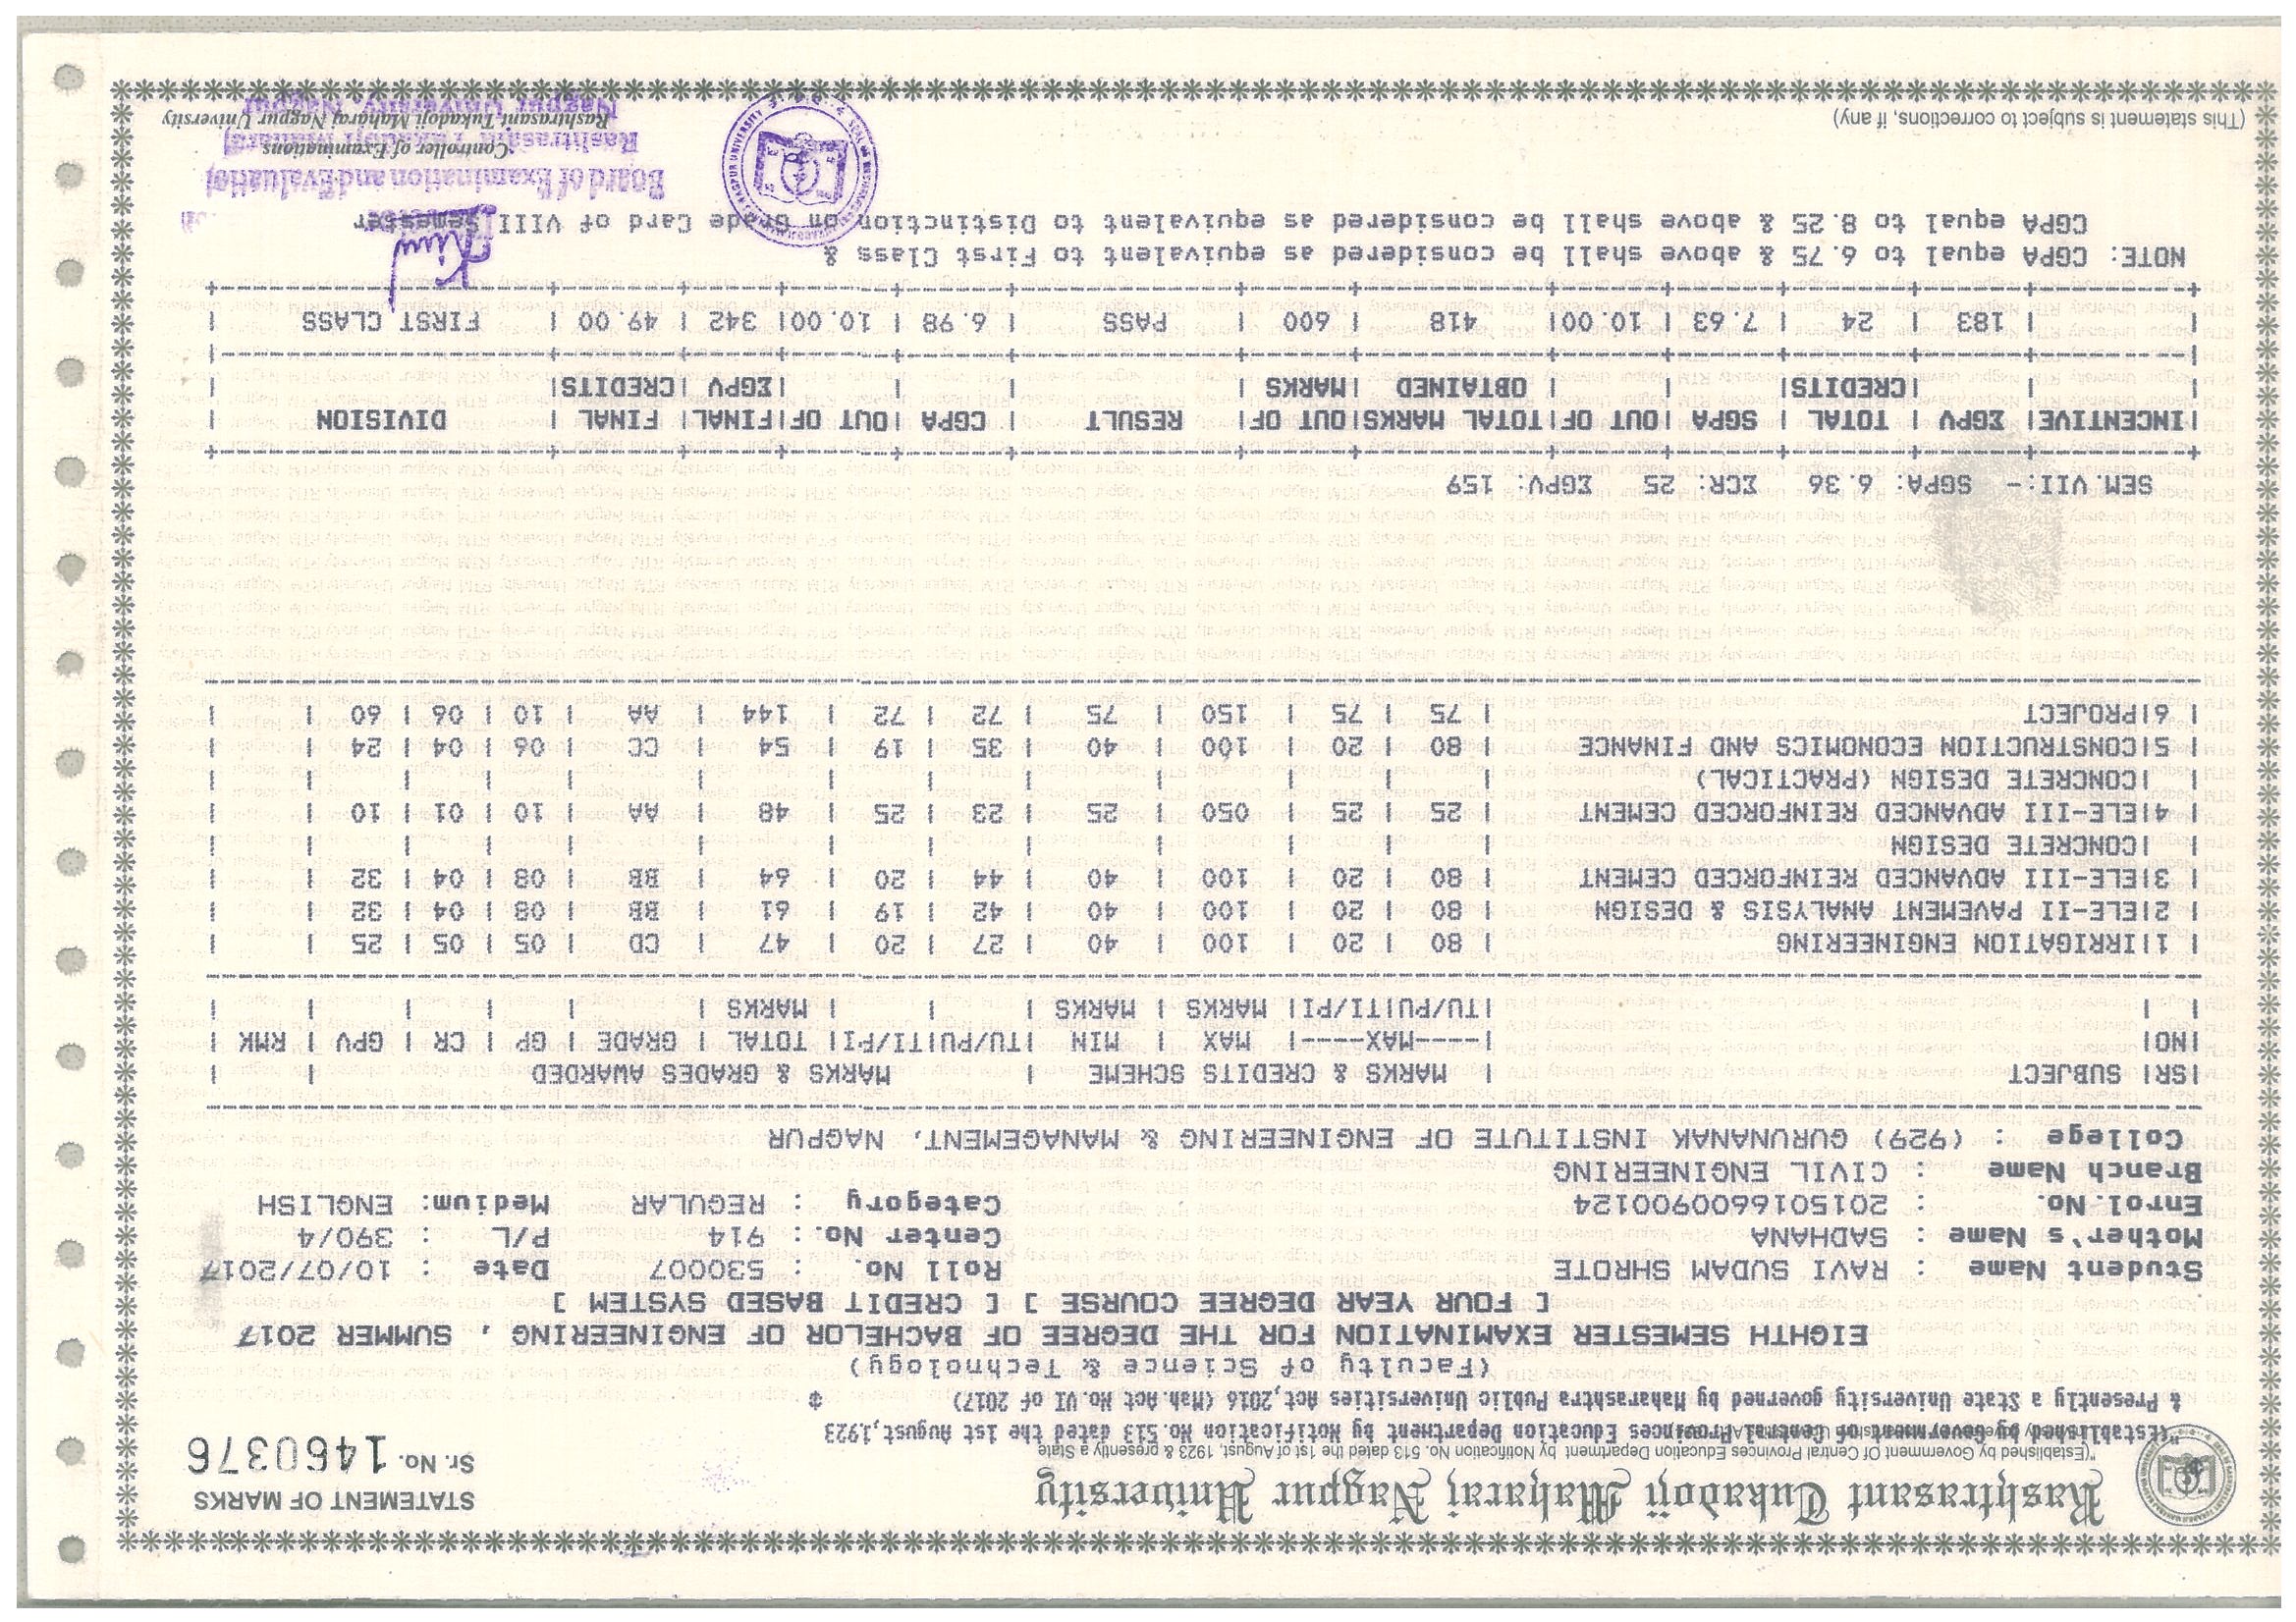 Rashtrasant Tukadoji Maharaj Nagpur University
STATEMENT OF MARKS
Sr. No. 1460376
"(Established by Government Of Central Provinces Education Department by Notification No. 513 dated the 1st of August, 1923 & presently a State
"(Established by Government of Central Provinces Education Department by Notification No.513 dated the 1st August,1923
& Presently a State University governed by Maharashtra Public Universities Act,2016 (Mah.Act No.VI of 2017)
(Faculty of Science & Technology)
EIGHTH SEMESTER EXAMINATION FOR THE DEGREE OF BACHELOR OF ENGINEERING , SUMMER 2017
[ FOUR YEAR DEGREE COURSE ] [ CREDIT BASED SYSTEM ]
Student Name : RAVI SUDAM SHROTE Roll No. : 530007 Date : 10/07/2017
Mother`s Name : SADHANA Center No. : 914 P/L : 390/4
Enrol.No. : 2015016600900124 Category : REGULAR Medium: ENGLISH
Branch Name : CIVIL ENGINEERING
College : (929) GURUNANAK INSTITUTE OF ENGINEERING & MANAGEMENT, NAGPUR
|SR| SUBJECT | MARKS & CREDITS SCHEME | MARKS & GRADES AWARDED | |
|NO| |----MAX----| MAX | MIN |TU/PU|TI/PI| TOTAL | GRADE | GP | CR | GPV | RMK |
| | |TU/PU|TI/PI| MARKS | MARKS | | | MARKS | | | | | |
| 1|IRRIGATION ENGINEERING | 80 | 20 | 100 | 40 | 27 | 20 | 47 | CD | 05 | 05 | 25 | |
| 2|ELE-II PAVEMENT ANALYSIS & DESIGN | 80 | 20 | 100 | 40 | 42 | 19 | 61 | BB | 08 | 04 | 32 | |
| 3|ELE-III ADVANCED REINFORCED CEMENT | 80 | 20 | 100 | 40 | 44 | 20 | 64 | BB | 08 | 04 | 32 | |
| |CONCRETE DESIGN | | | | | | | | | | | | |
| 4|ELE-III ADVANCED REINFORCED CEMENT | 25 | 25 | 050 | 25 | 23 | 25 | 48 | AA | 10 | 01 | 10 | |
| |CONCRETE DESIGN (PRACTICAL) | | | | | | | | | | | | |
| 5|CONSTRUCTION ECONOMICS AND FINANCE | 80 | 20 | 100 | 40 | 35 | 19 | 54 | CC | 06 | 04 | 24 | |
| 6|PROJECT | 75 | 75 | 150 | 75 | 72 | 72 | 144 | AA | 10 | 06 | 60 | |
SEM.VII:- SGPA: 6.36 ΣCR: 25 ΣGPV: 159
|INCENTIVE| ΣGPV | TOTAL | SGPA |OUT OF|TOTAL MARKS|OUT OF| RESULT | CGPA |OUT OF|FINAL| FINAL | DIVISION |
| | |CREDITS| | | OBTAINED |MARKS | | | |ΣGPV |CREDITS| |
| | 183 | 24 | 7.63 | 10.00| 418 | 600 | PASS | 6.98 | 10.00| 342 | 49.00 | FIRST CLASS |
NOTE: CGPA equal to 6.75 & above shall be considered as equivalent to First Class &
CGPA equal to 8.25 & above shall be considered as equivalent to Distinction on Grade Card of VIII Semester
Board of Examination and Evaluation
Controller of Examinations
Rashtrasant Tukadoji Maharaj
Rashtrasant Tukadoji Maharaj Nagpur University
Nagpur University, Nagpur
(This statement is subject to corrections, if any)